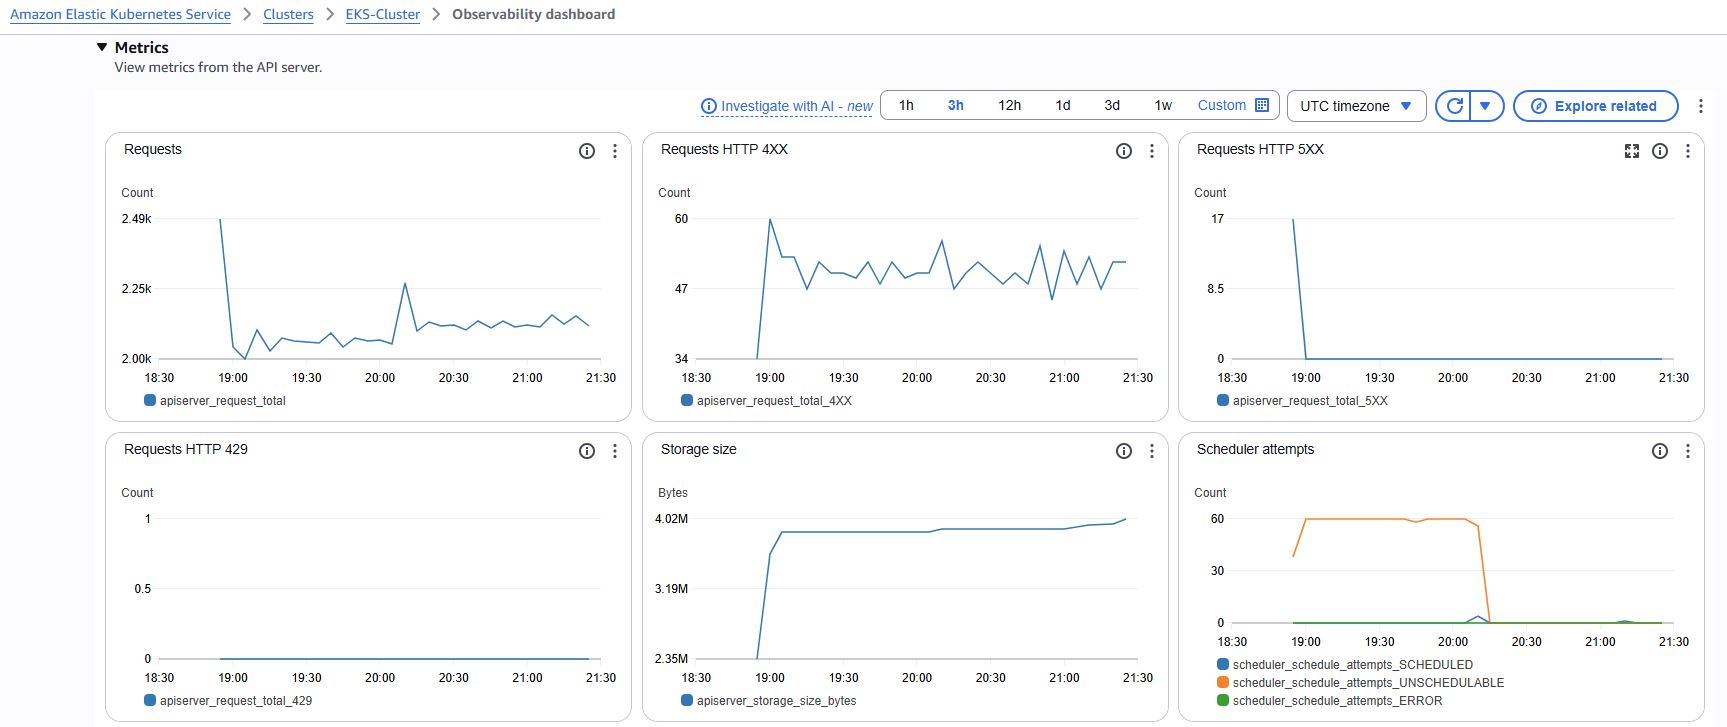 Amazon Elastic Kubernetes Service > Clusters > EKS-Cluster > Observability dashboard
Metrics
View metrics from the API server.
Investigate with AI - new 1h 3h 12h 1d 3d 1w Custom UTC timezone Explore related
Requests
Count
2.49k
2.25k
2.00k
18:30 19:00 19:30 20:00 20:30 21:00 21:30
apiserver_request_total
Requests HTTP 4XX
Count
60
47
34
18:30 19:00 19:30 20:00 20:30 21:00 21:30
apiserver_request_total_4XX
Requests HTTP 5XX
Count
17
8.5
0
18:30 19:00 19:30 20:00 20:30 21:00 21:30
apiserver_request_total_5XX
Requests HTTP 429
Count
1
0.5
0
18:30 19:00 19:30 20:00 20:30 21:00 21:30
apiserver_request_total_429
Storage size
Bytes
4.02M
3.19M
2.35M
18:30 19:00 19:30 20:00 20:30 21:00 21:30
apiserver_storage_size_bytes
Scheduler attempts
Count
60
30
0
18:30 19:00 19:30 20:00 20:30 21:00 21:30
scheduler_schedule_attempts_SCHEDULED
scheduler_schedule_attempts_UNSCHEDULABLE
scheduler_schedule_attempts_ERROR